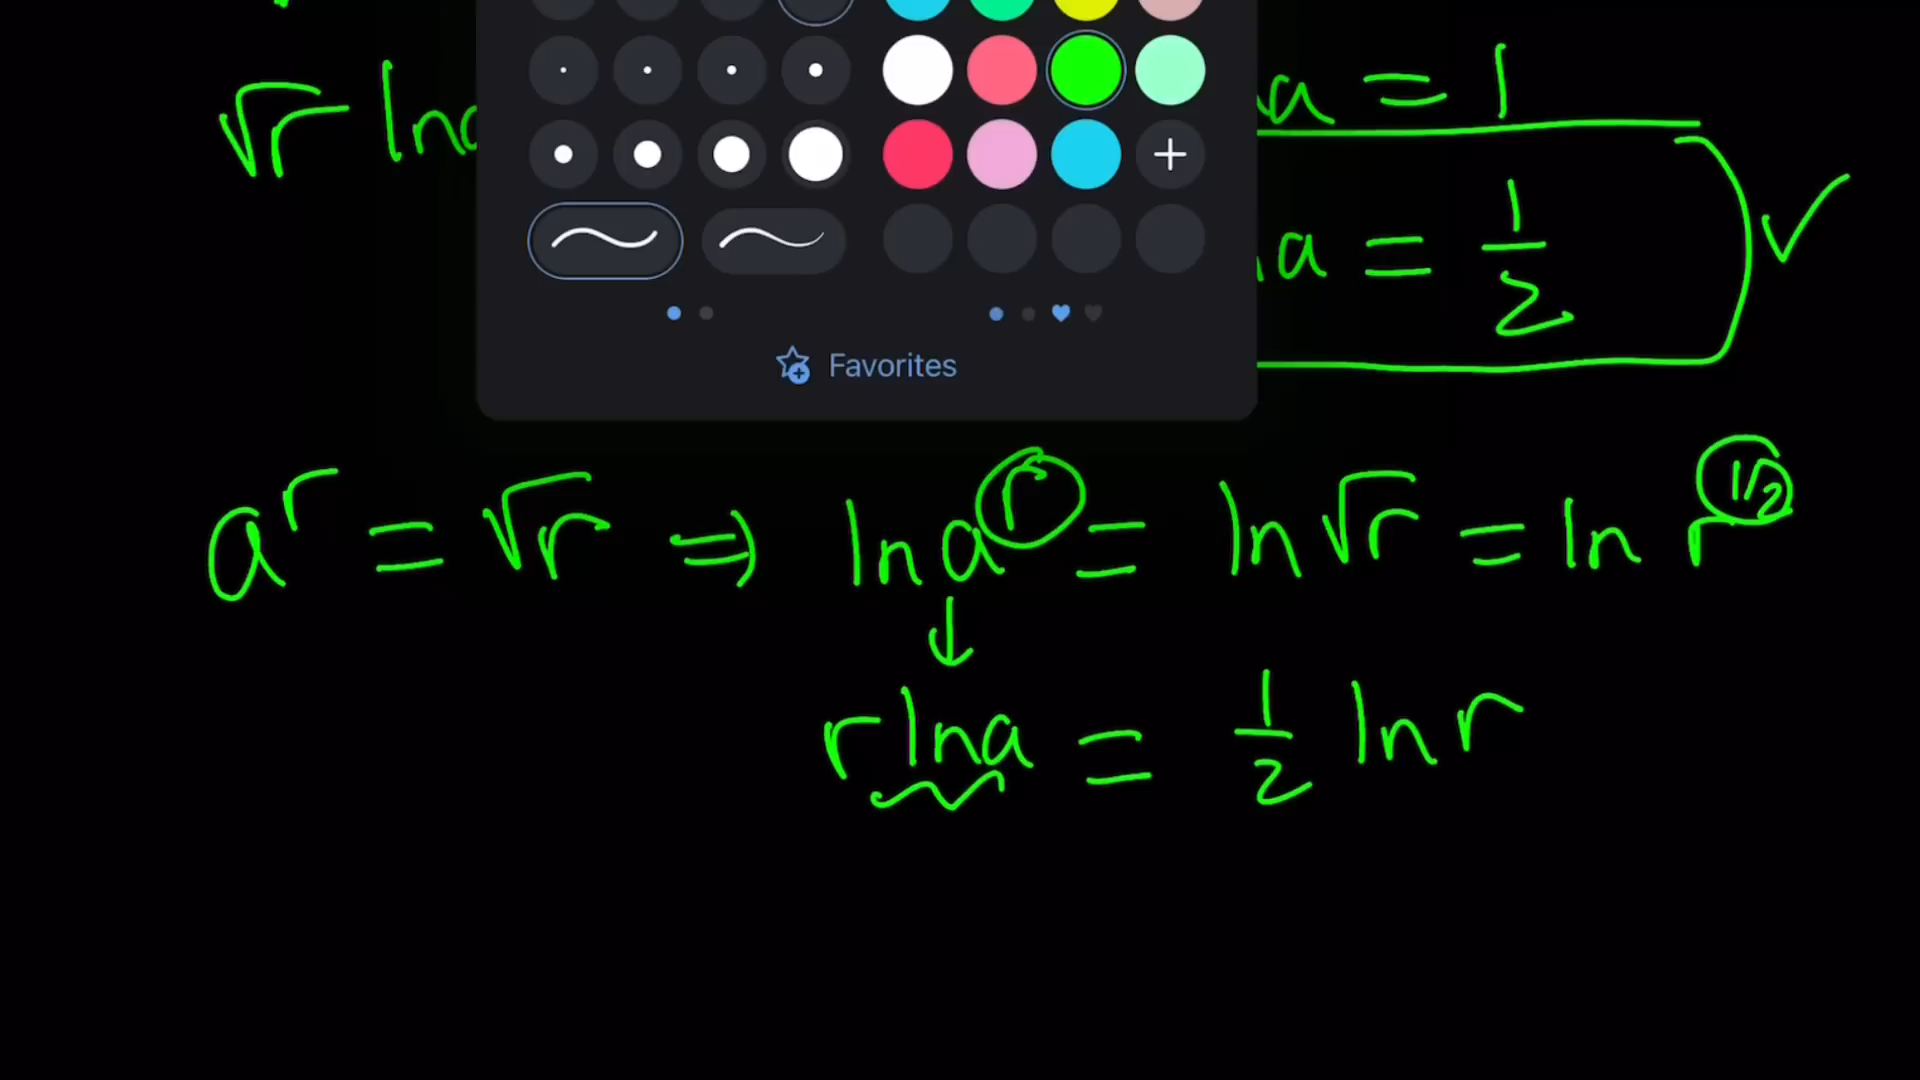 √r ln
a = 1
a = 1/2
Favorites
a^r = √r ⇒ ln a^r = ln √r = ln r^1/2
↓
r ln a = 1/2 ln r